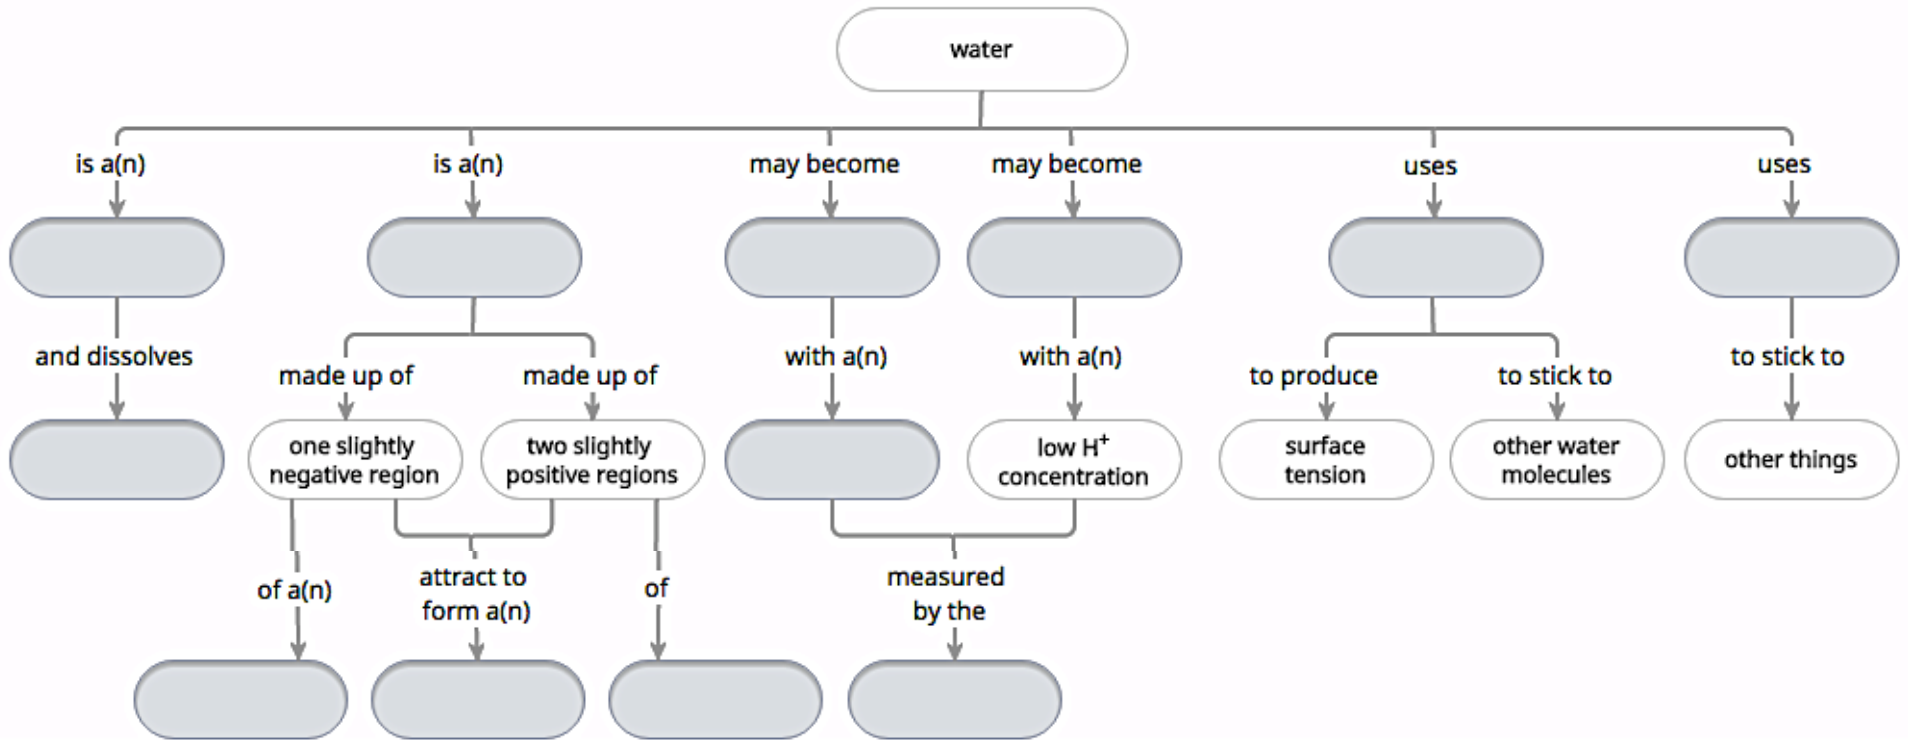 water
is a(n)
is a(n)
may become
may become
uses
uses
and dissolves
made up of
made up of
with a(n)
with a(n)
to produce
to stick to
to stick to
one slightly
negative region
two slightly
positive regions
low H⁺
concentration
surface
tension
other water
molecules
other things
of a(n)
attract to
form a(n)
of
measured
by the